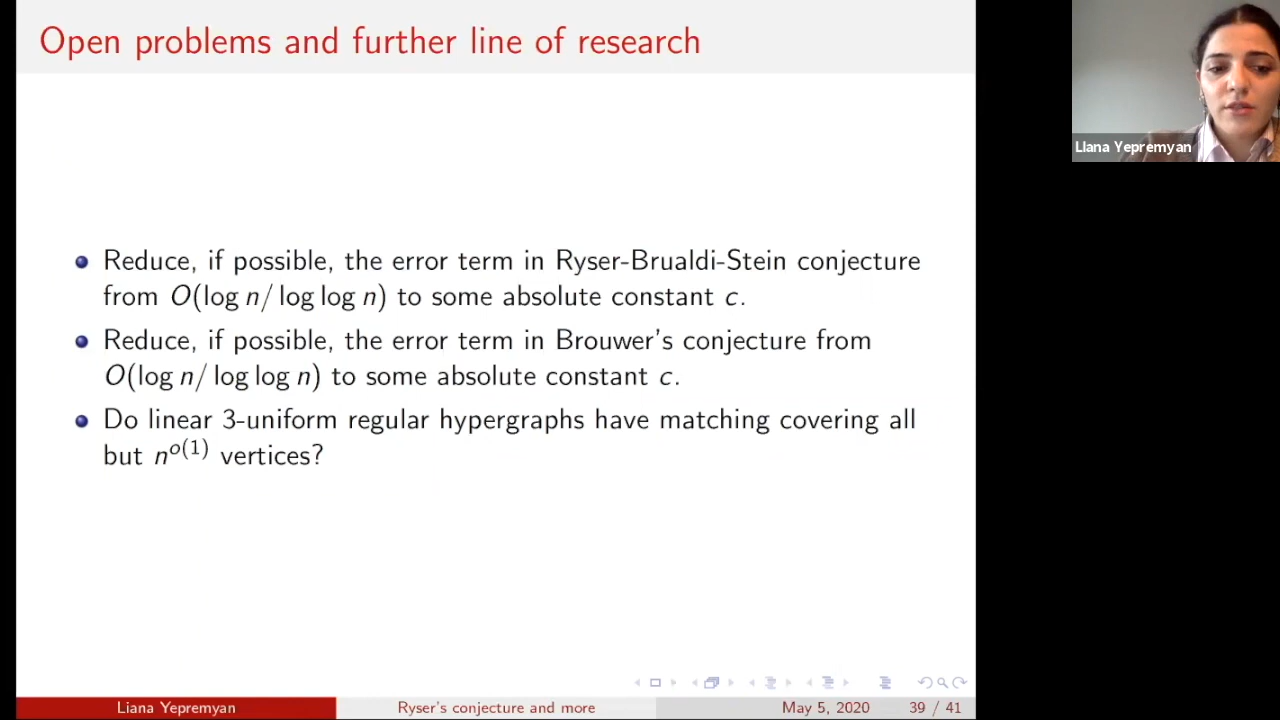 Open problems and further line of research
LIana Yepremyan
Reduce, if possible, the error term in Ryser-Brualdi-Stein conjecture
from O(log n/ log log n) to some absolute constant c.
Reduce, if possible, the error term in Brouwer's conjecture from
O(log n/ log log n) to some absolute constant c.
Do linear 3-uniform regular hypergraphs have matching covering all
but n^{o(1)} vertices?
Liana Yepremyan Ryser's conjecture and more May 5, 2020 39 / 41